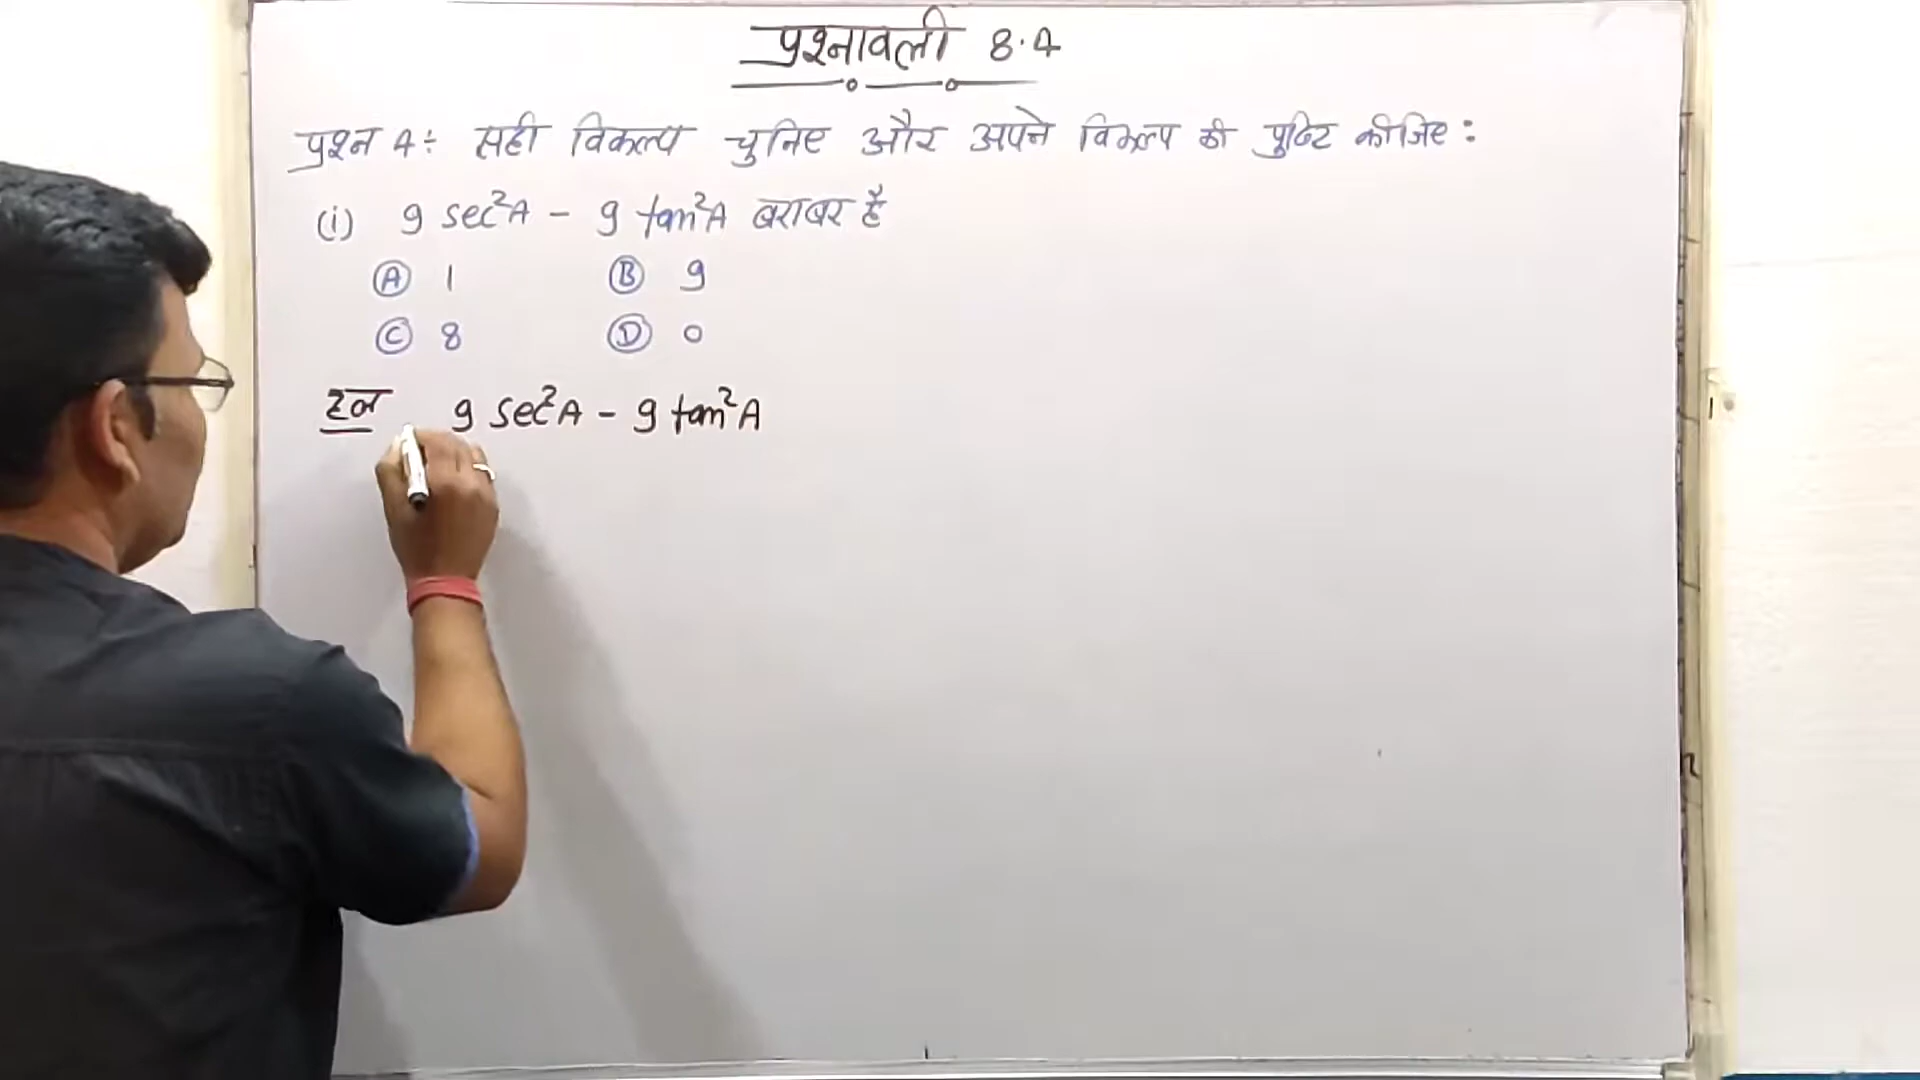 प्रश्नावली 8.4
प्रश्न 4÷ सही विकल्प चुनिए और अपने विकल्प की पुष्टि कीजिए :
(i) 9 sec²A - 9 tan²A बराबर है
Ⓐ 1 Ⓑ 9
Ⓒ 8 Ⓓ 0
हल 9 sec²A - 9 tan²A